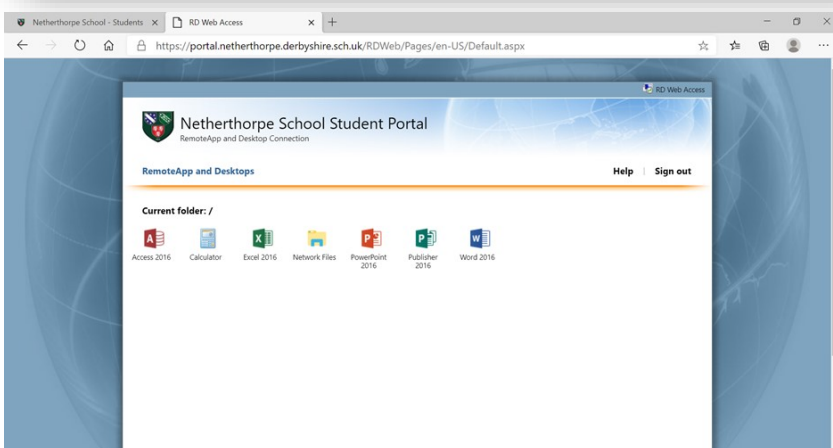 Netherthorpe School - Students
RD Web Access
https://portal.netherthorpe.derbyshire.sch.uk/RDWeb/Pages/en-US/Default.aspx
RD Web Access
Netherthorpe School Student Portal
RemoteApp and Desktop Connection
RemoteApp and Desktops
Help | Sign out
Current folder: /
Access 2016 Calculator Excel 2016 Network Files PowerPoint 2016 Publisher 2016 Word 2016